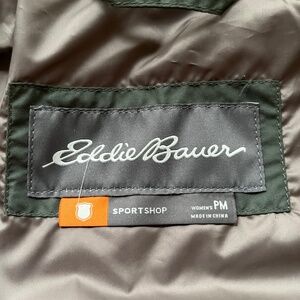 Eddie Bauer
SPORTSHOP
WOMEN'S PM
MADE IN CHINA